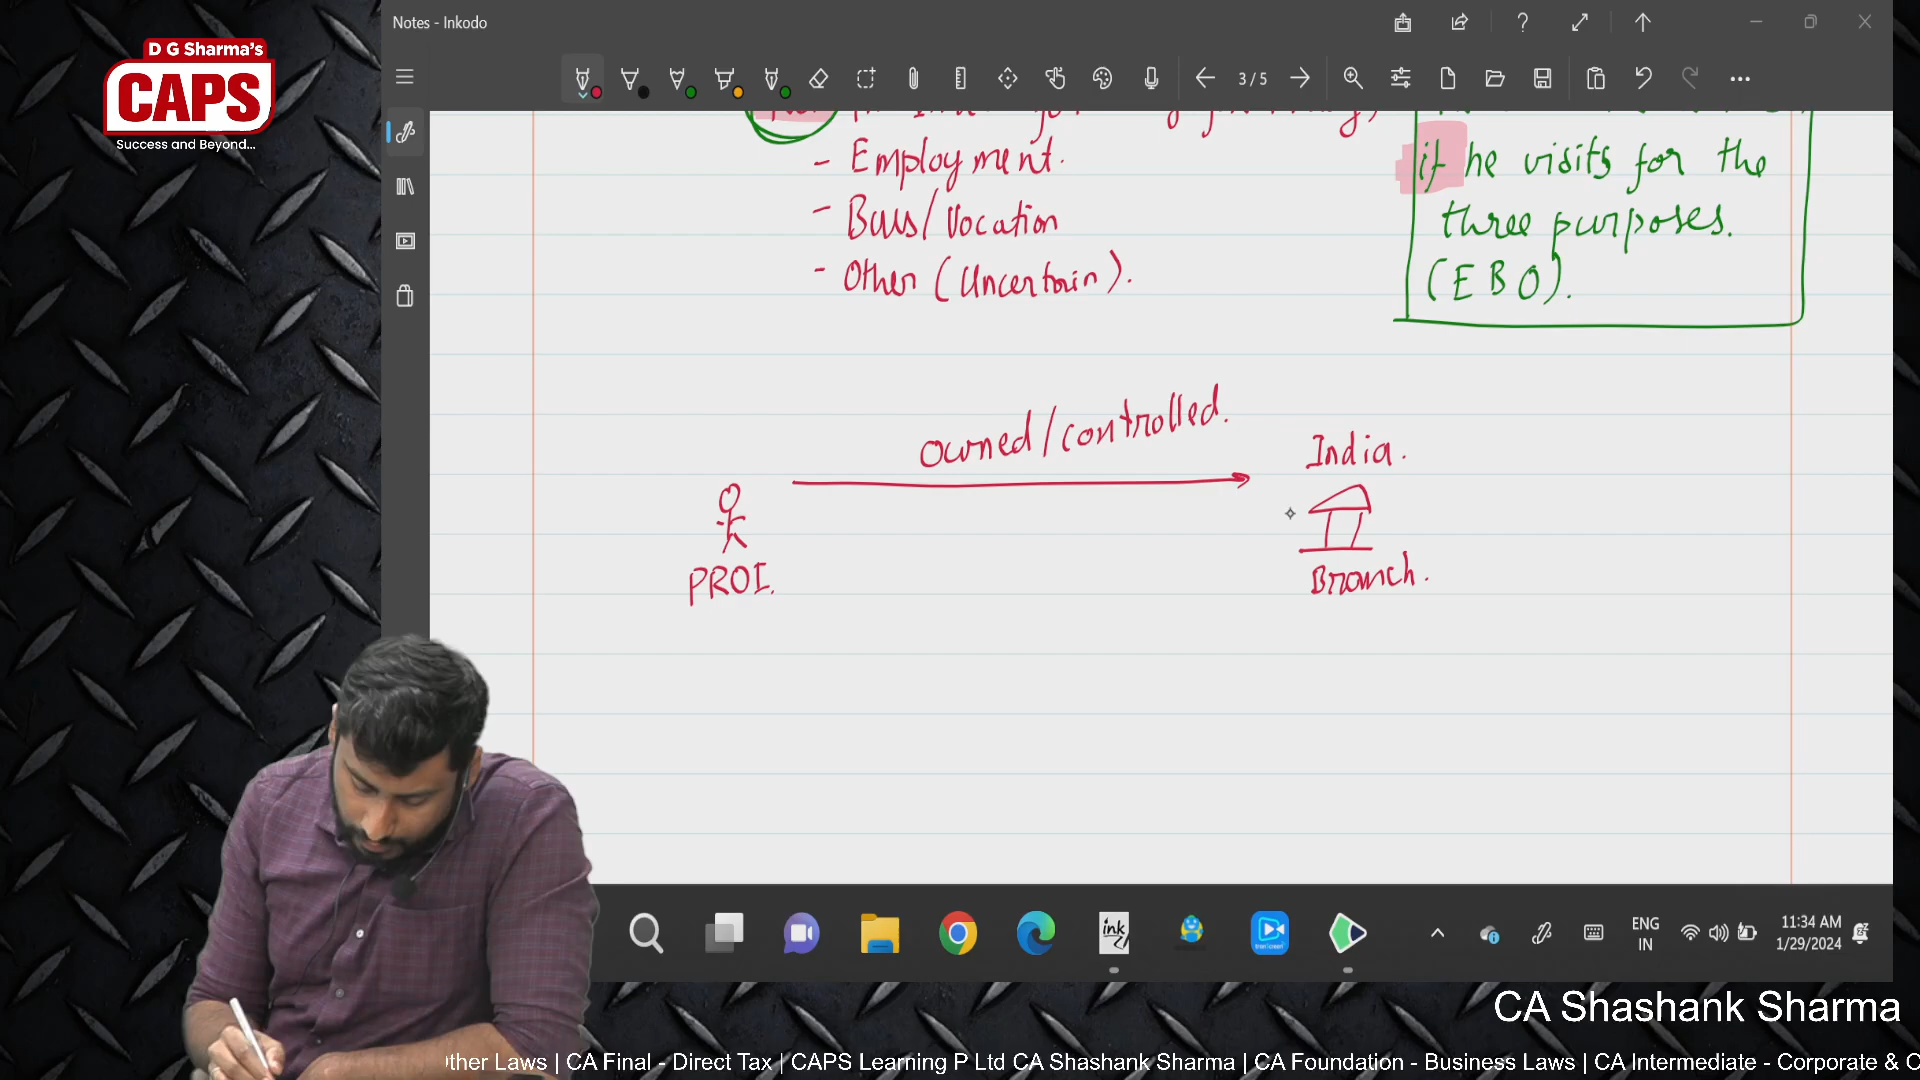 D G Sharma's
CAPS
Success and Beyond...
Notes - Inkodo
3/5
- Employment.
- Buss/Vocation
- Other (Uncertain).
if he visits for the
three purposes.
(E B O).
Owned/controlled.
India.
PROI.
Branch.
ink
ENG
IN
11:34 AM
1/29/2024
CA Shashank Sharma
ther Laws | CA Final - Direct Tax | CAPS Learning P Ltd CA Shashank Sharma | CA Foundation - Business Laws | CA Intermediate - Corporate & O